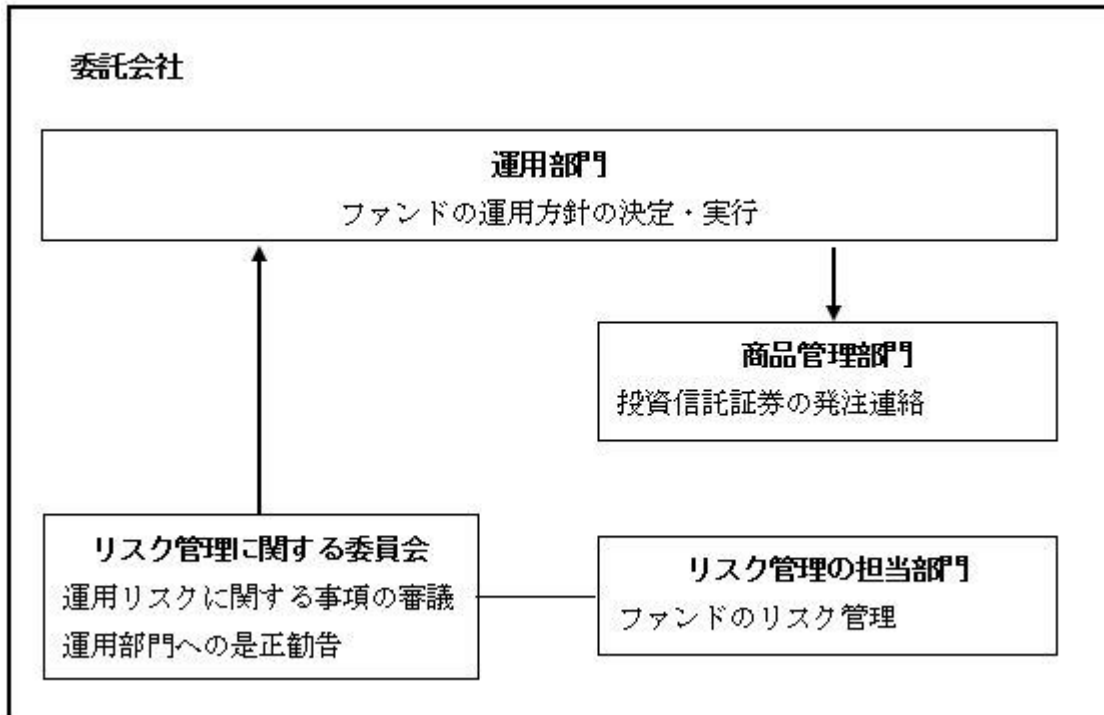 委託会社
運用部門
ファンドの運用方針の決定・実行
商品管理部門
投資信託証券の発注連絡
リスク管理に関する委員会
運用リスクに関する事項の審議
運用部門への是正勧告
リスク管理の担当部門
ファンドのリスク管理